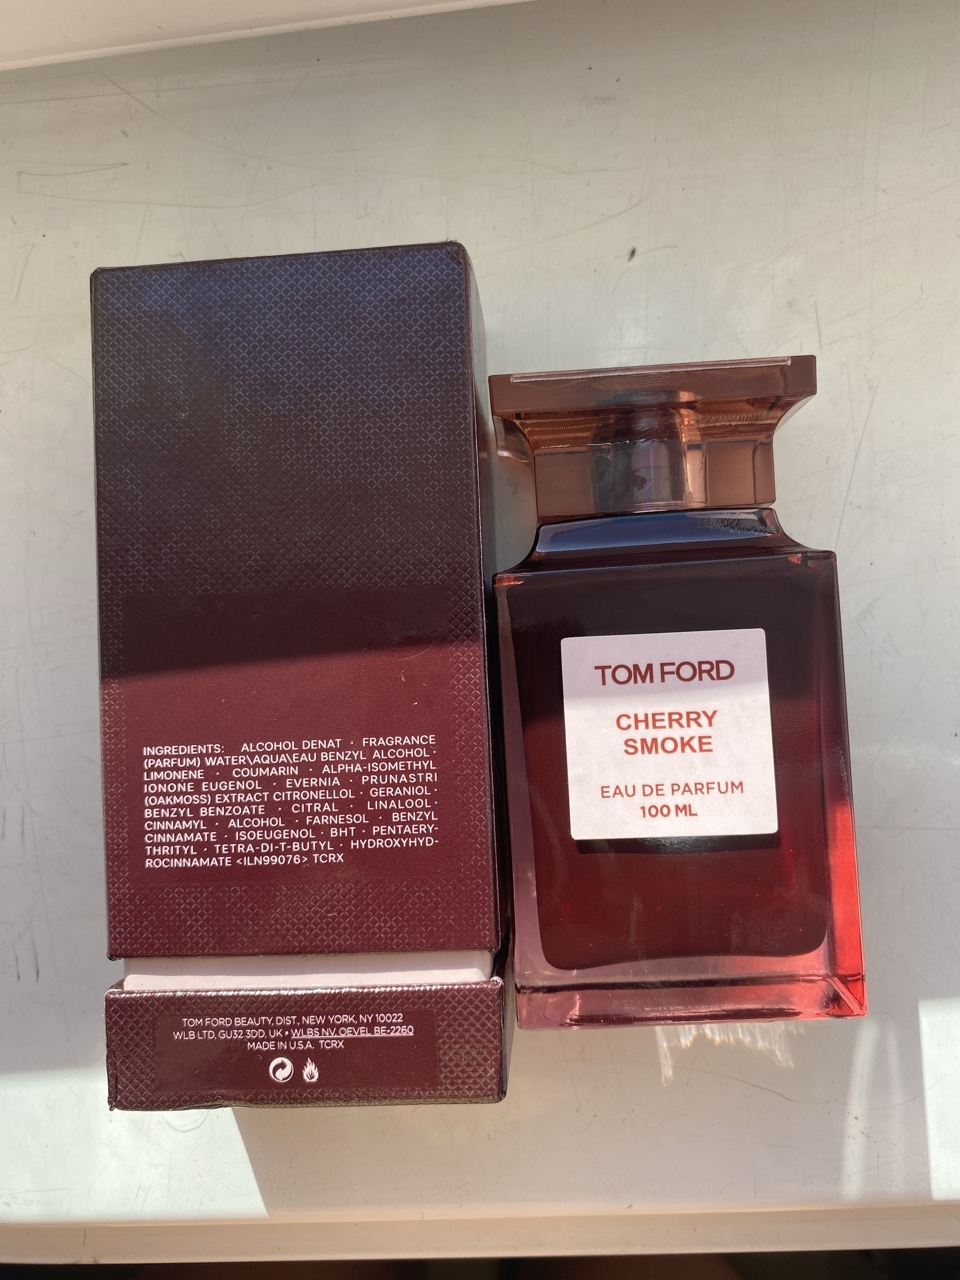 INGREDIENTS: ALCOHOL DENAT · FRAGRANCE
(PARFUM) WATER\AQUA\EAU BENZYL ALCOHOL ·
LIMONENE · COUMARIN · ALPHA-ISOMETHYL
IONONE EUGENOL · EVERNIA · PRUNASTRI
(OAKMOSS) EXTRACT CITRONELLOL · GERANIOL ·
BENZYL BENZOATE · CITRAL · LINALOOL ·
CINNAMYL · ALCOHOL · FARNESOL · BENZYL
CINNAMATE · ISOEUGENOL · BHT · PENTAERY-
THRITYL · TETRA-DI-T-BUTYL · HYDROXYHYD-
ROCINNAMATE <ILN99076> TCRX
TOM FORD BEAUTY, DIST, NEW YORK, NY 10022
WLB LTD, GU32 3DD, UK • WLBS NV, OEVEL BE-2260
MADE IN U.S.A. TCRX
TOM FORD
CHERRY
SMOKE
EAU DE PARFUM
100 ML